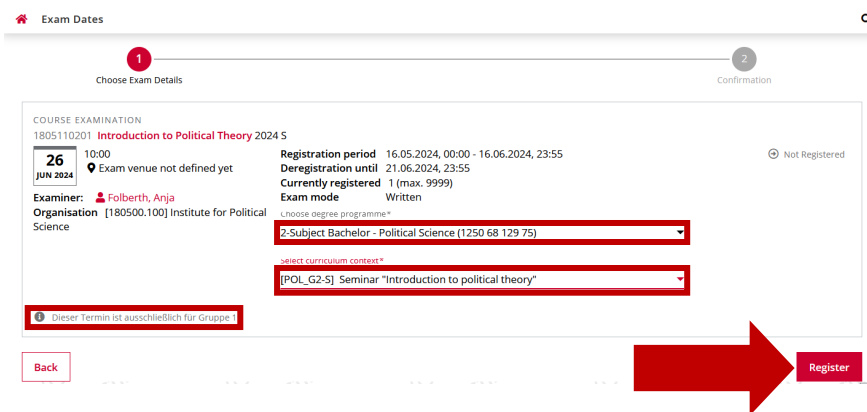 Exam Dates
1
2
Choose Exam Details
Confirmation
COURSE EXAMINATION
1805110201 Introduction to Political Theory 2024 S
26
JUN 2024
10:00
Exam venue not defined yet
Examiner: Folberth, Anja
Organisation [180500.100] Institute for Political
Science
Registration period 16.05.2024, 00:00 - 16.06.2024, 23:55
Deregistration until 21.06.2024, 23:55
Currently registered 1 (max. 9999)
Exam mode Written
Not Registered
Choose degree programme*
2-Subject Bachelor - Political Science (1250 68 129 75)
Select curriculum context*
[POL_G2-S] Seminar "Introduction to political theory"
Dieser Termin ist ausschließlich für Gruppe 1
Back
Register